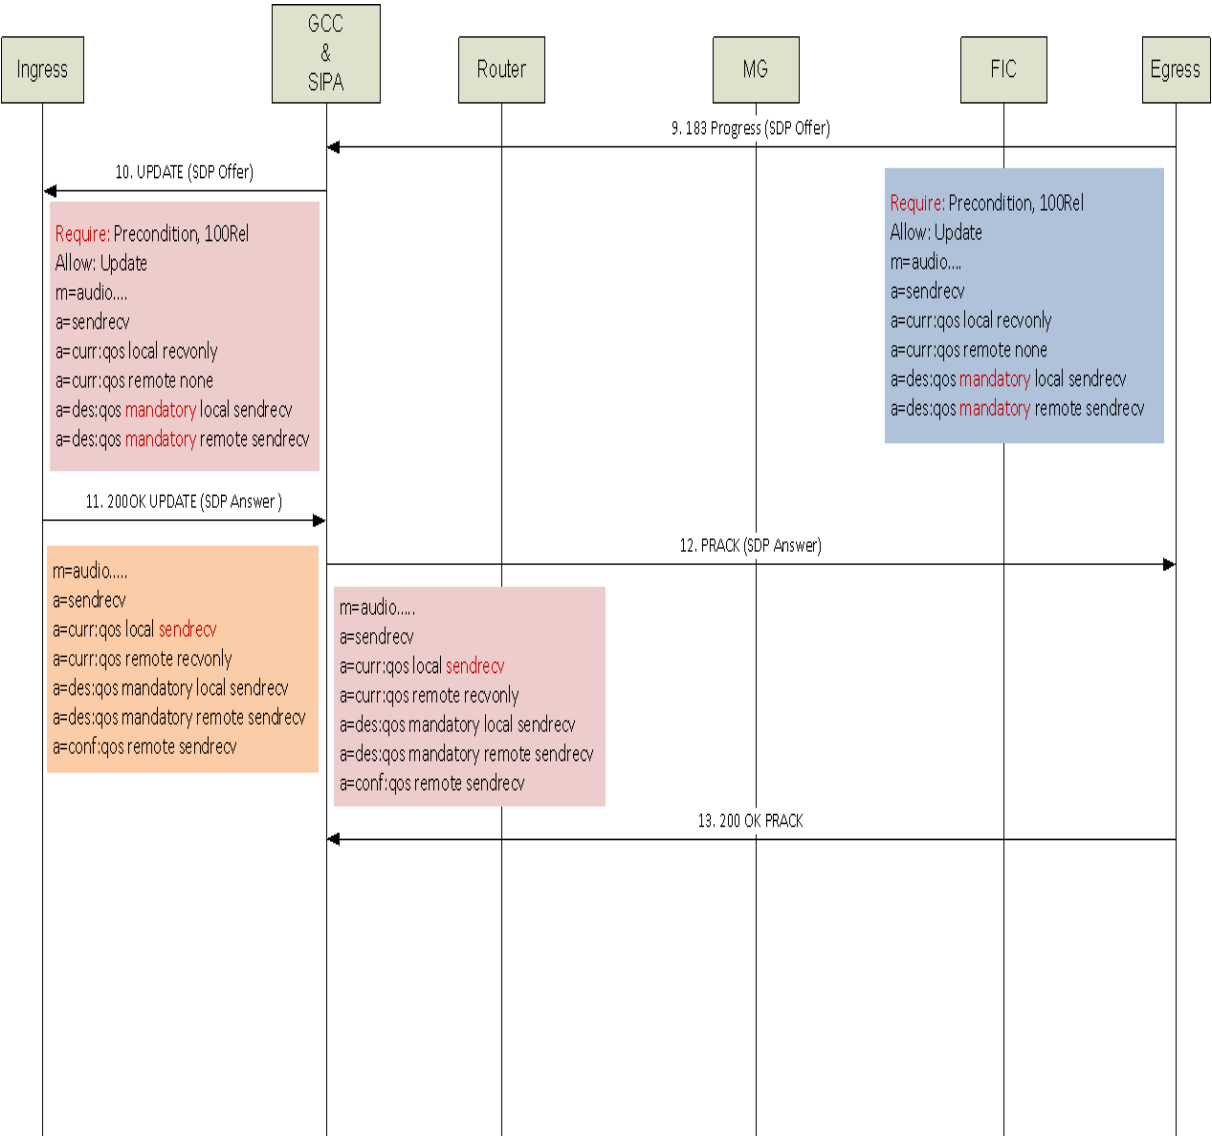 Ingress
GCC
&
SIPA
Router
MG
FIC
Egress
9. 183 Progress (SDP Offer)
10. UPDATE (SDP Offer)
Require: Precondition, 100Rel
Allow: Update
m=audio....
a=sendrecv
a=curr:qos local recvonly
a=curr:qos remote none
a=des:qos mandatory local sendrecv
a=des:qos mandatory remote sendrecv
Require: Precondition, 100Rel
Allow: Update
m=audio....
a=sendrecv
a=curr:qos local recvonly
a=curr:qos remote none
a=des:qos mandatory local sendrecv
a=des:qos mandatory remote sendrecv
11. 200OK UPDATE (SDP Answer )
12. PRACK (SDP Answer)
m=audio.....
a=sendrecv
a=curr:qos local sendrecv
a=curr:qos remote recvonly
a=des:qos mandatory local sendrecv
a=des:qos mandatory remote sendrecv
a=conf:qos remote sendrecv
m=audio.....
a=sendrecv
a=curr:qos local sendrecv
a=curr:qos remote recvonly
a=des:qos mandatory local sendrecv
a=des:qos mandatory remote sendrecv
a=conf:qos remote sendrecv
13. 200 OK PRACK